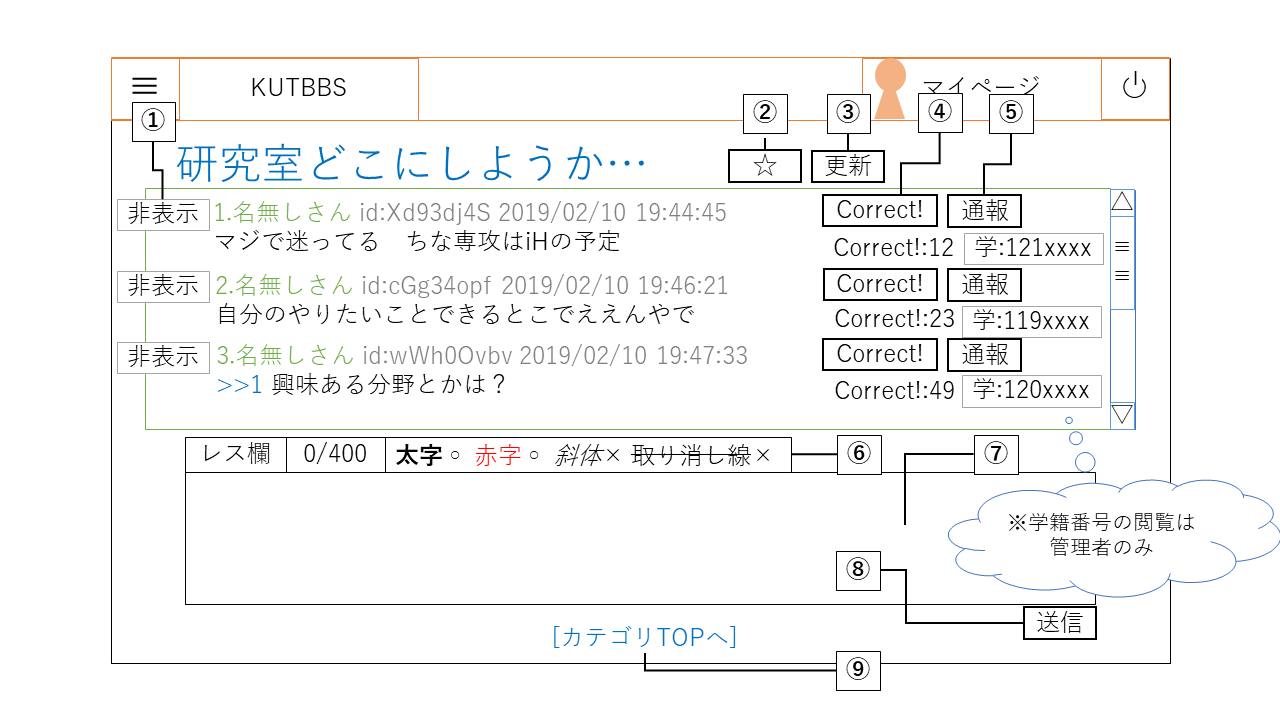 KUTBBS
マイページ
①
②
③
④
⑤
研究室どこにしようか…
☆
更新
非表示
1.名無しさん id:Xd93dj4S 2019/02/10 19:44:45
Correct!
通報
マジで迷ってる　ちな専攻はiHの予定
Correct!:12
学:121xxxx
非表示
2.名無しさん id:cGg34opf 2019/02/10 19:46:21
Correct!
通報
自分のやりたいことできるとこでええんやで
Correct!:23
学:119xxxx
非表示
3.名無しさん id:wWh0Ovbv 2019/02/10 19:47:33
Correct!
通報
>>1 興味ある分野とかは？
Correct!:49
学:120xxxx
レス欄
0/400
太字○ 赤字○ 斜体× 取り消し線×
⑥
⑦
※学籍番号の閲覧は
管理者のみ
⑧
送信
[カテゴリTOPへ]
⑨